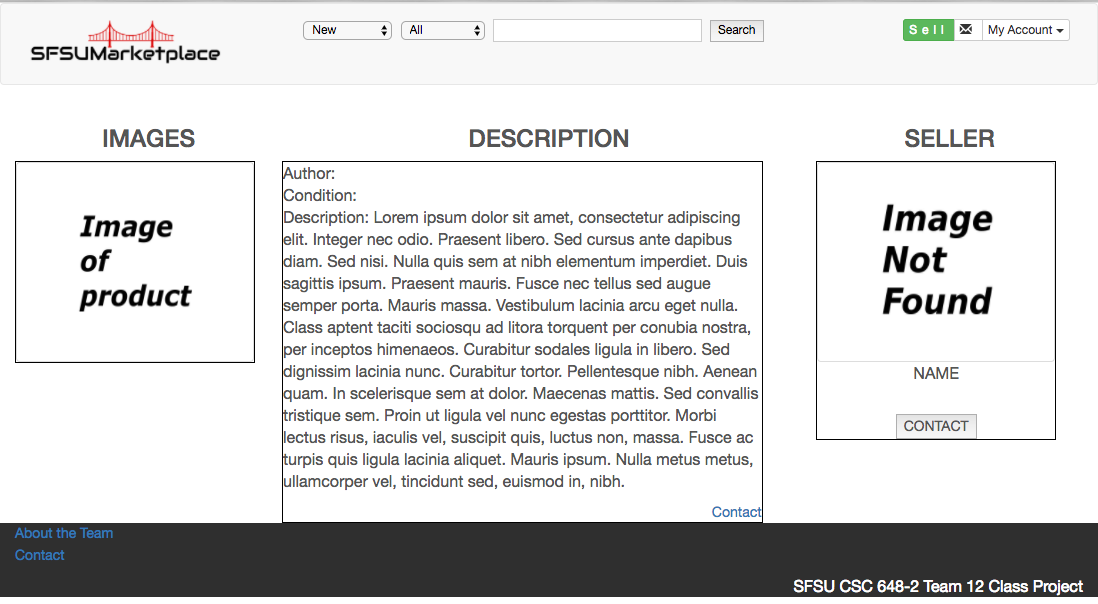 SFSUMarketplace
New
All
Search
Sell
My Account
IMAGES
DESCRIPTION
SELLER
Image
of
product
Author:
Condition:
Description: Lorem ipsum dolor sit amet, consectetur adipiscing
elit. Integer nec odio. Praesent libero. Sed cursus ante dapibus
diam. Sed nisi. Nulla quis sem at nibh elementum imperdiet. Duis
sagittis ipsum. Praesent mauris. Fusce nec tellus sed augue
semper porta. Mauris massa. Vestibulum lacinia arcu eget nulla.
Class aptent taciti sociosqu ad litora torquent per conubia nostra,
per inceptos himenaeos. Curabitur sodales ligula in libero. Sed
dignissim lacinia nunc. Curabitur tortor. Pellentesque nibh. Aenean
quam. In scelerisque sem at dolor. Maecenas mattis. Sed convallis
tristique sem. Proin ut ligula vel nunc egestas porttitor. Morbi
lectus risus, iaculis vel, suscipit quis, luctus non, massa. Fusce ac
turpis quis ligula lacinia aliquet. Mauris ipsum. Nulla metus metus,
ullamcorper vel, tincidunt sed, euismod in, nibh.
Contact
Image
Not
Found
NAME
CONTACT
About the Team
Contact
SFSU CSC 648-2 Team 12 Class Project